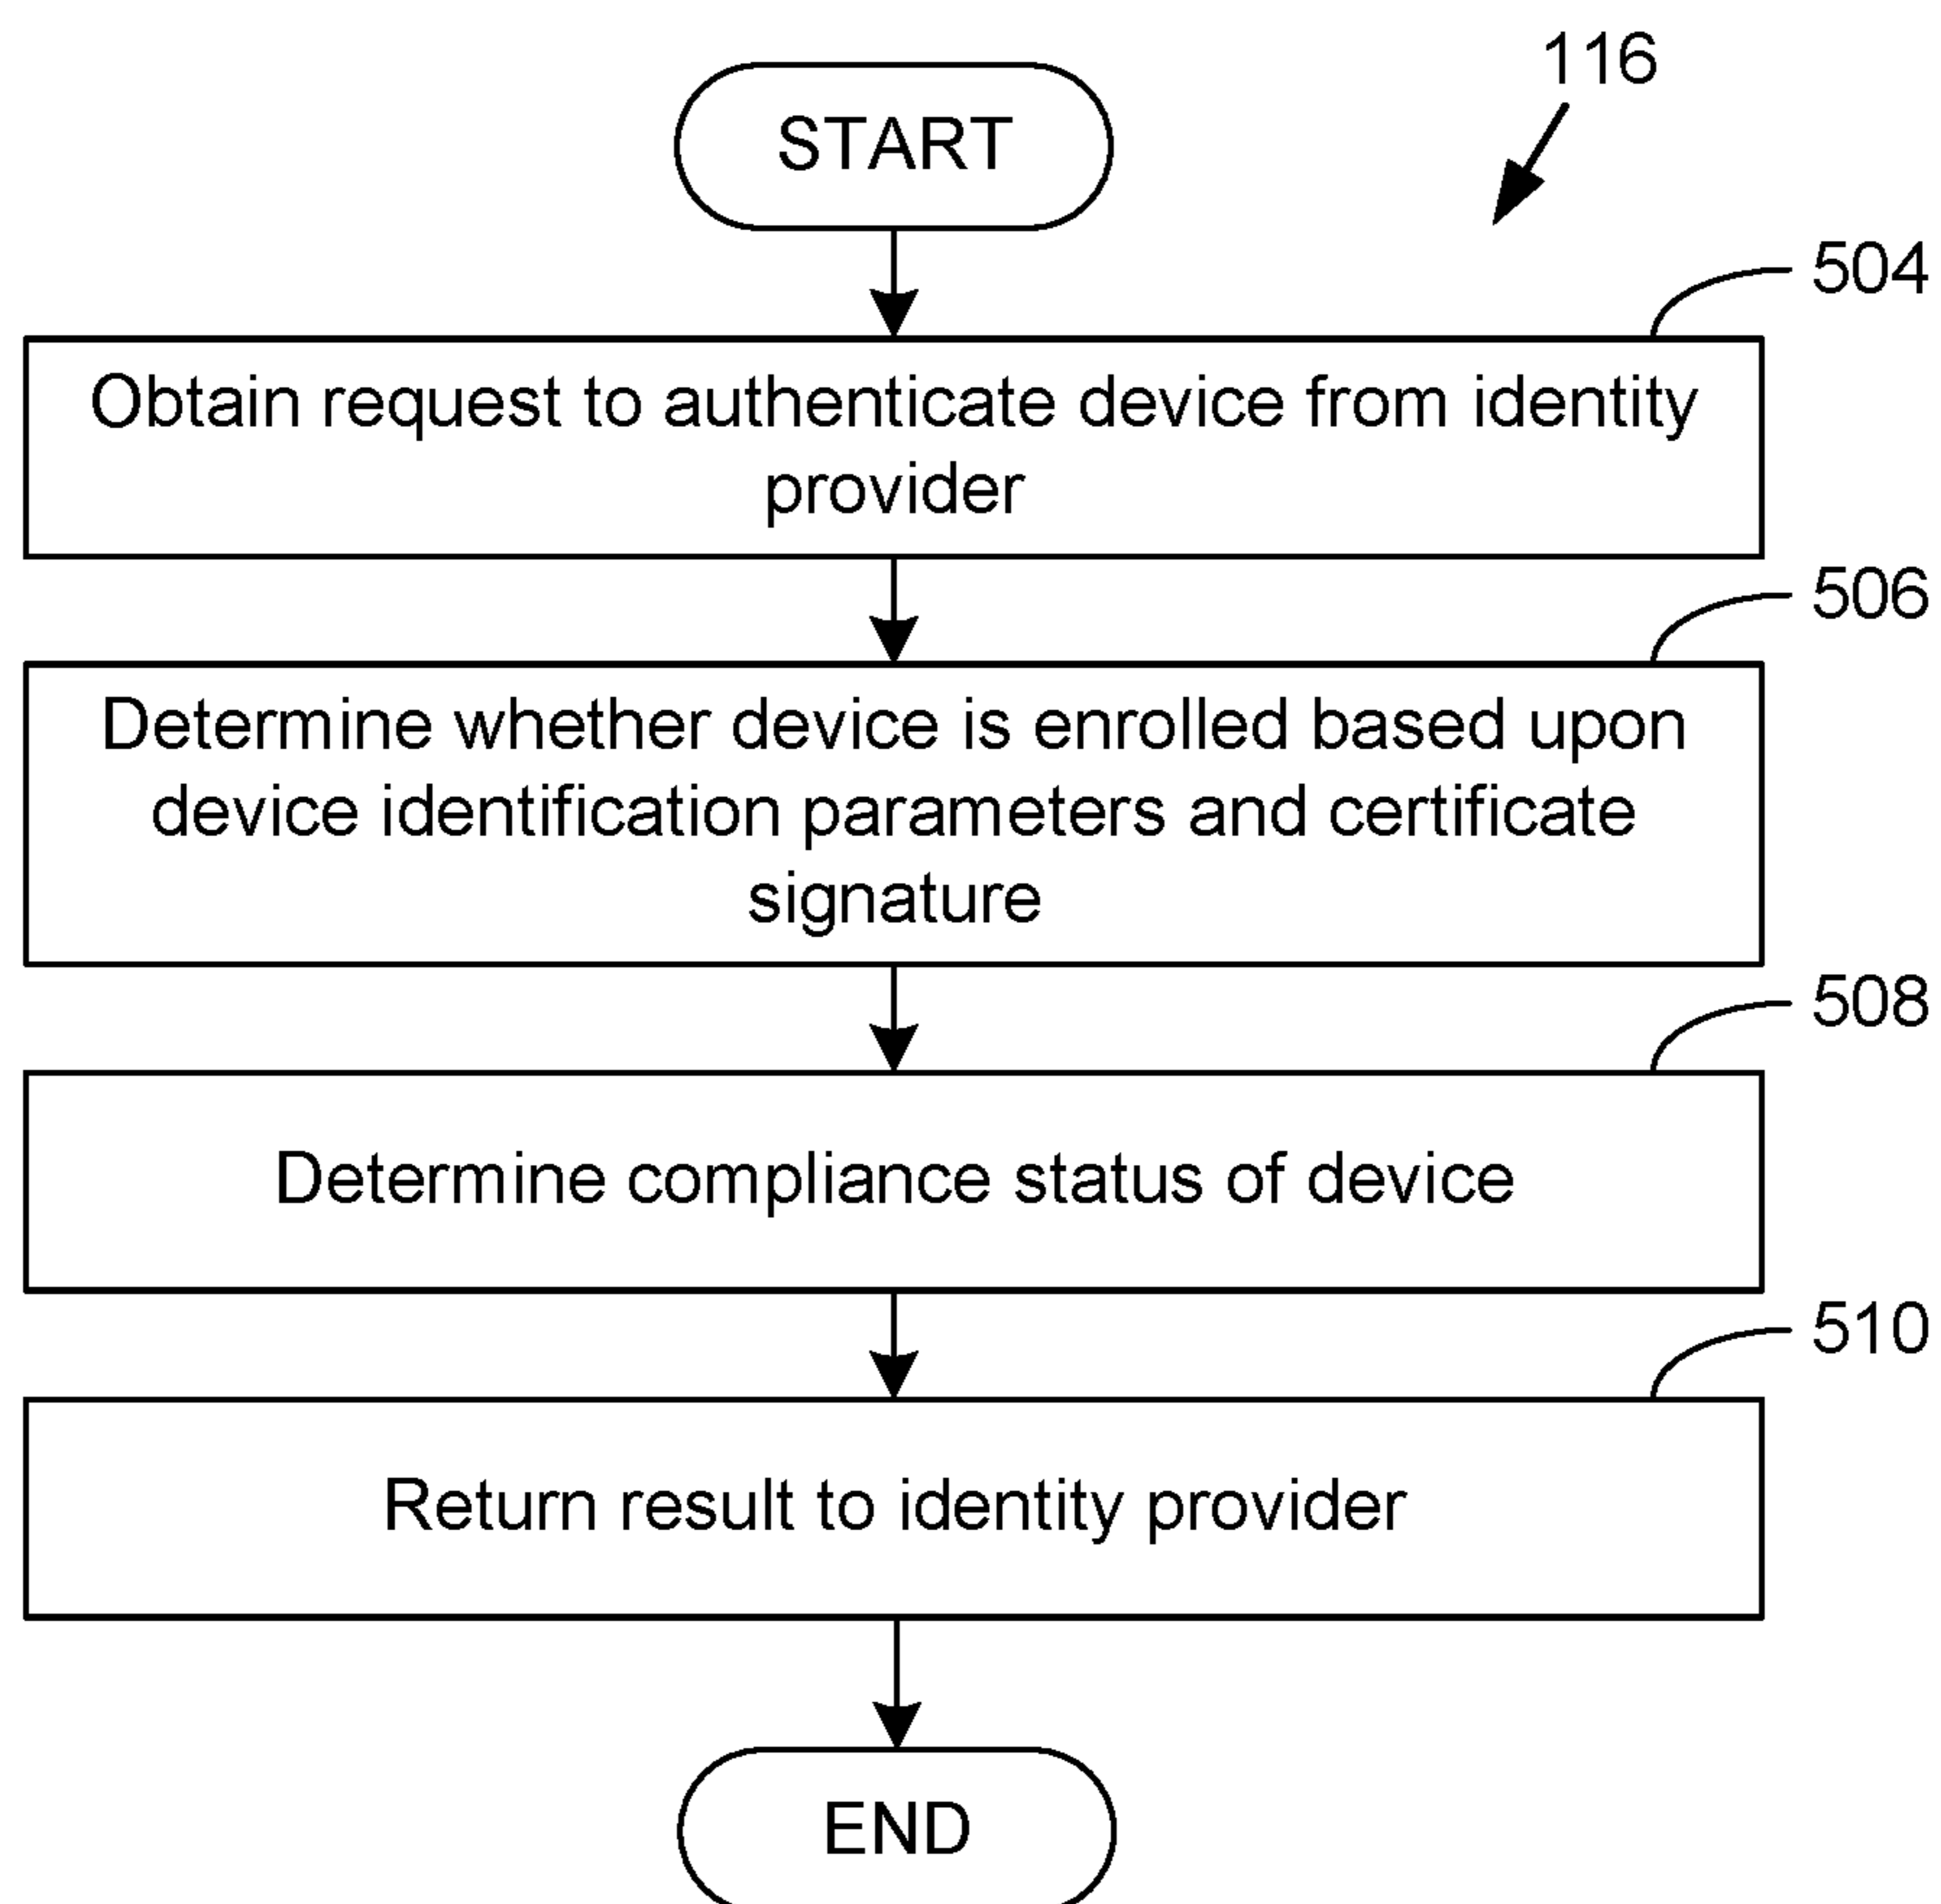 116
START
504
Obtain request to authenticate device from identity
provider
506
Determine whether device is enrolled based upon
device identification parameters and certificate
signature
508
Determine compliance status of device
510
Return result to identity provider
END